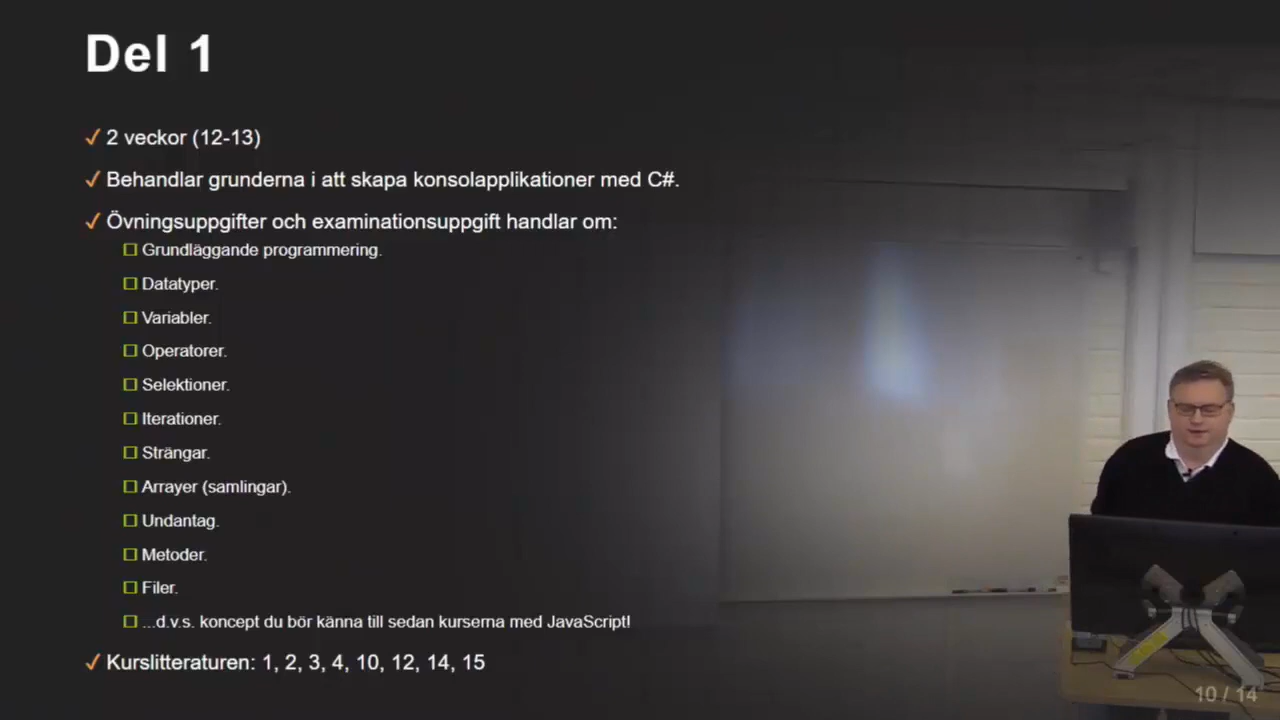 Del 1
2 veckor (12-13)
Behandlar grunderna i att skapa konsolapplikationer med C#.
Övningsuppgifter och examinationsuppgift handlar om:
Grundläggande programmering.
Datatyper.
Variabler.
Operatorer.
Selektioner.
Iterationer.
Strängar.
Arrayer (samlingar).
Undantag.
Metoder.
Filer.
...d.v.s. koncept du bör känna till sedan kurserna med JavaScript!
Kurslitteraturen: 1, 2, 3, 4, 10, 12, 14, 15
10 / 14